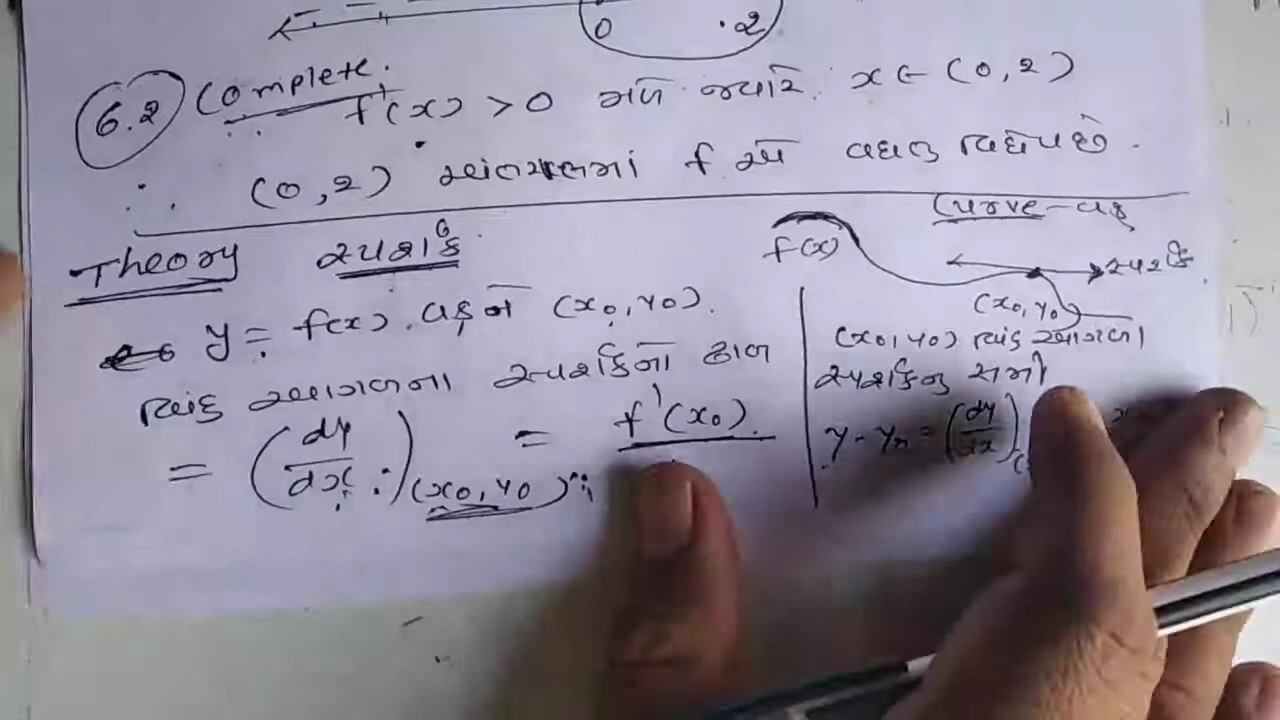 0 .2
6.2 Complete.
∴ f'(x) > 0 થાય જ્યારે x ∈ (0,2)
∴ (0,2) અંતરાલમાં f એ વધતુ વિધેય છે.
Theory સ્પર્શક
Curve-વક્ર
f(x)
સ્પર્શક
(x₀,y₀)
y = f(x) વક્રને (x₀,y₀)
બિંદુ આગળના સ્પર્શકનો ઢાળ
= (dy/dx)(x₀,y₀) = f'(x₀)
(x₀,y₀) બિંદુ આગળના
સ્પર્શકનુ સમી
y - y₀ = (dy/dx)